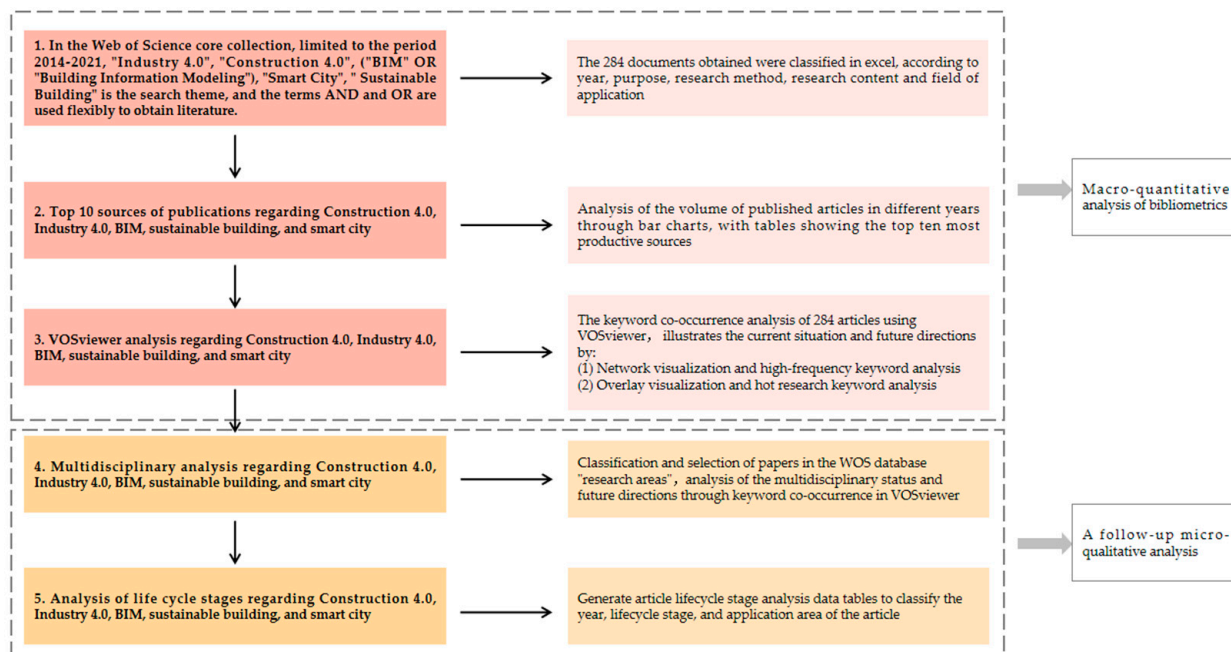 1. In the Web of Science core collection, limited to the period
2014-2021, "Industry 4.0", "Construction 4.0", ("BIM" OR
"Building Information Modeling"), "Smart City", " Sustainable
Building" is the search theme, and the terms AND and OR are
used flexibly to obtain literature.
The 284 documents obtained were classified in excel, according to
year, purpose, research method, research content and field of
application
2. Top 10 sources of publications regarding Construction 4.0,
Industry 4.0, BIM, sustainable building, and smart city
Analysis of the volume of published articles in different years
through bar charts, with tables showing the top ten most
productive sources
3. VOSviewer analysis regarding Construction 4.0, Industry 4.0,
BIM, sustainable building, and smart city
The keyword co-occurrence analysis of 284 articles using
VOSviewer, illustrates the current situation and future directions
by:
(1) Network visualization and high-frequency keyword analysis
(2) Overlay visualization and hot research keyword analysis
Macro-quantitative
analysis of bibliometrics
4. Multidisciplinary analysis regarding Construction 4.0,
Industry 4.0, BIM, sustainable building, and smart city
Classification and selection of papers in the WOS database
"research areas", analysis of the multidisciplinary status and
future directions through keyword co-occurrence in VOSviewer
5. Analysis of life cycle stages regarding Construction 4.0,
Industry 4.0, BIM, sustainable building, and smart city
Generate article lifecycle stage analysis data tables to classify the
year, lifecycle stage, and application area of the article
A follow-up micro-
qualitative analysis